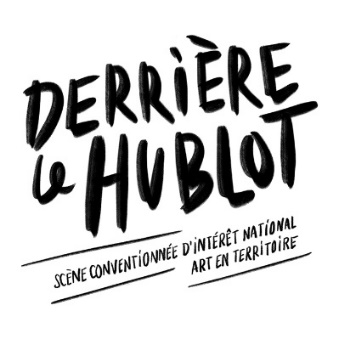 DERRIÈRE
le HUBLOT
SCÈNE CONVENTIONNÉE D'INTÉRÊT NATIONAL
ART EN TERRITOIRE